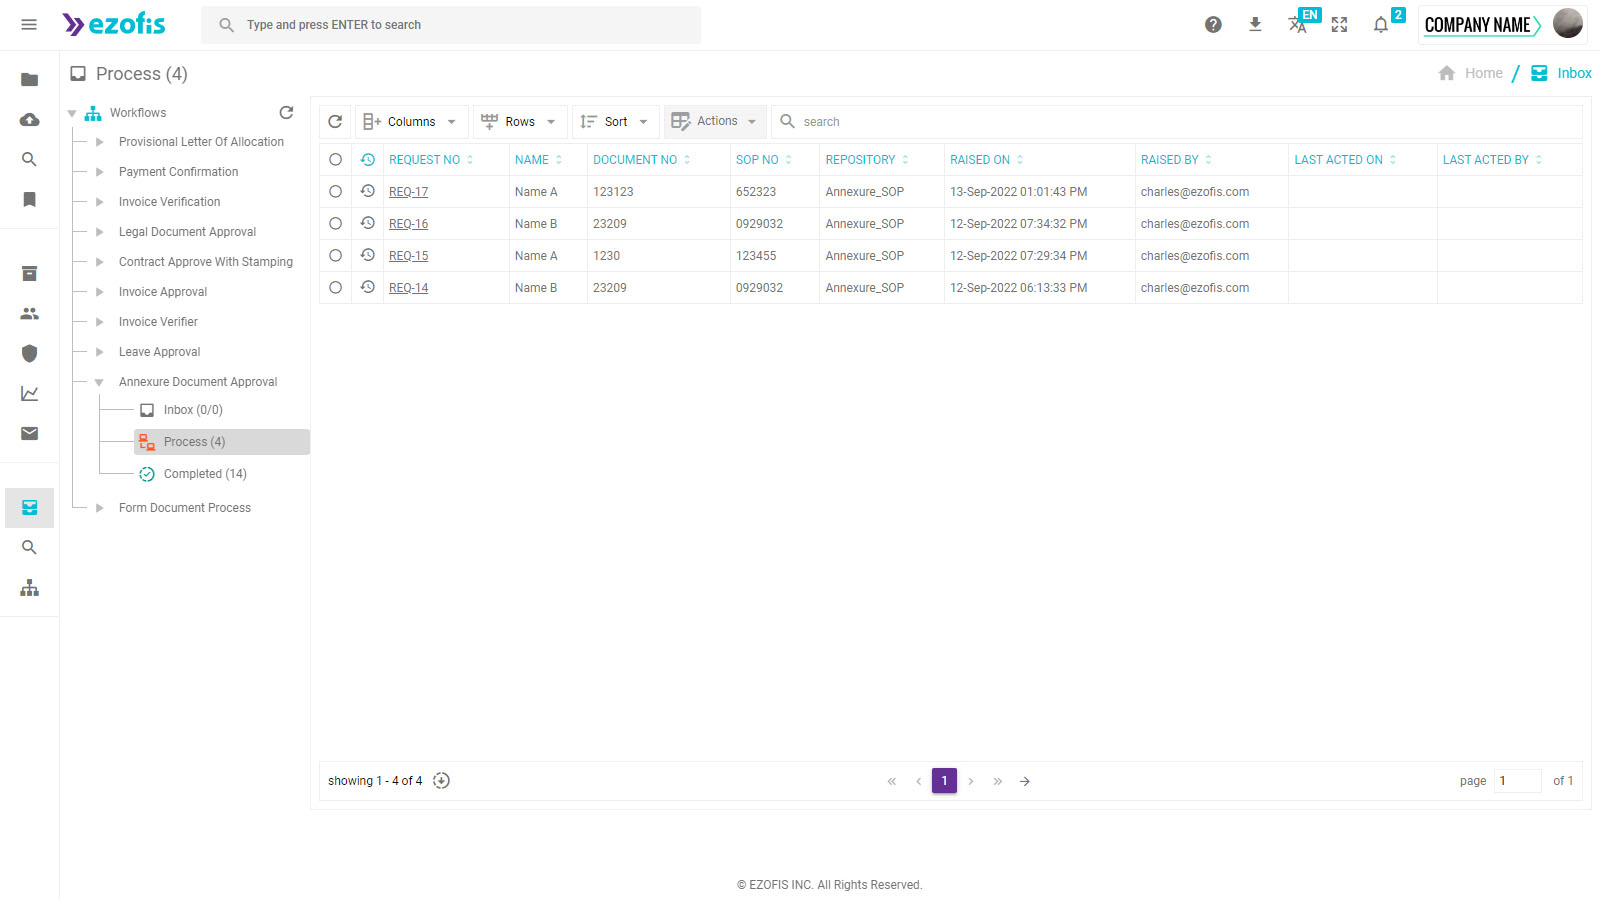 ezofis
Type and press ENTER to search
EN
2
COMPANY NAME
Process (4)
Home / Inbox
Workflows
Provisional Letter Of Allocation
Payment Confirmation
Invoice Verification
Legal Document Approval
Contract Approve With Stamping
Invoice Approval
Invoice Verifier
Leave Approval
Annexure Document Approval
Inbox (0/0)
Process (4)
Completed (14)
Form Document Process
Columns Rows Sort Actions search
REQUEST NO NAME DOCUMENT NO SOP NO REPOSITORY RAISED ON RAISED BY LAST ACTED ON LAST ACTED BY
REQ-17 Name A 123123 652323 Annexure_SOP 13-Sep-2022 01:01:43 PM charles@ezofis.com
REQ-16 Name B 23209 0929032 Annexure_SOP 12-Sep-2022 07:34:32 PM charles@ezofis.com
REQ-15 Name A 1230 123455 Annexure_SOP 12-Sep-2022 07:29:34 PM charles@ezofis.com
REQ-14 Name B 23209 0929032 Annexure_SOP 12-Sep-2022 06:13:33 PM charles@ezofis.com
showing 1 - 4 of 4 « ‹ 1 › » → page 1 of 1
© EZOFIS INC. All Rights Reserved.